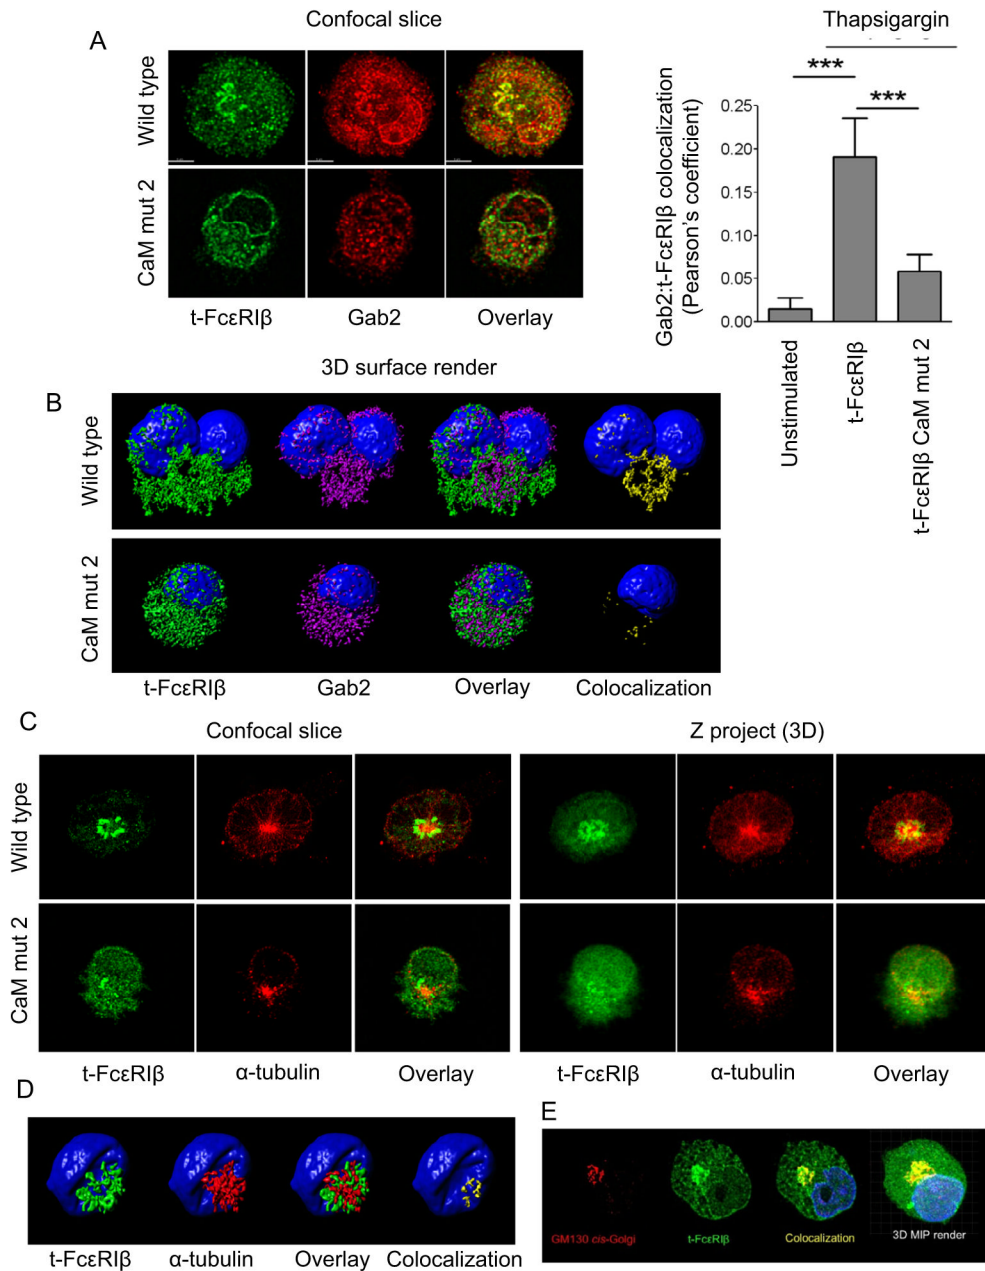 A
Confocal slice
Wild type
CaM mut 2
t-FcεRIβ
Gab2
Overlay
Thapsigargin
***
***
Gab2:t-FcεRIβ colocalization
(Pearson's coefficient)
0.25
0.20
0.15
0.10
0.05
0.00
Unstimulated
t-FcεRIβ
t-FcεRIβ CaM mut 2
3D surface render
B
Wild type
CaM mut 2
t-FcεRIβ
Gab2
Overlay
Colocalization
C
Confocal slice
Z project (3D)
Wild type
CaM mut 2
t-FcεRIβ
α-tubulin
Overlay
t-FcεRIβ
α-tubulin
Overlay
D
t-FcεRIβ
α-tubulin
Overlay
Colocalization
E
GM130 cis-Golgi
t-FcεRIβ
Colocalization
3D MIP render